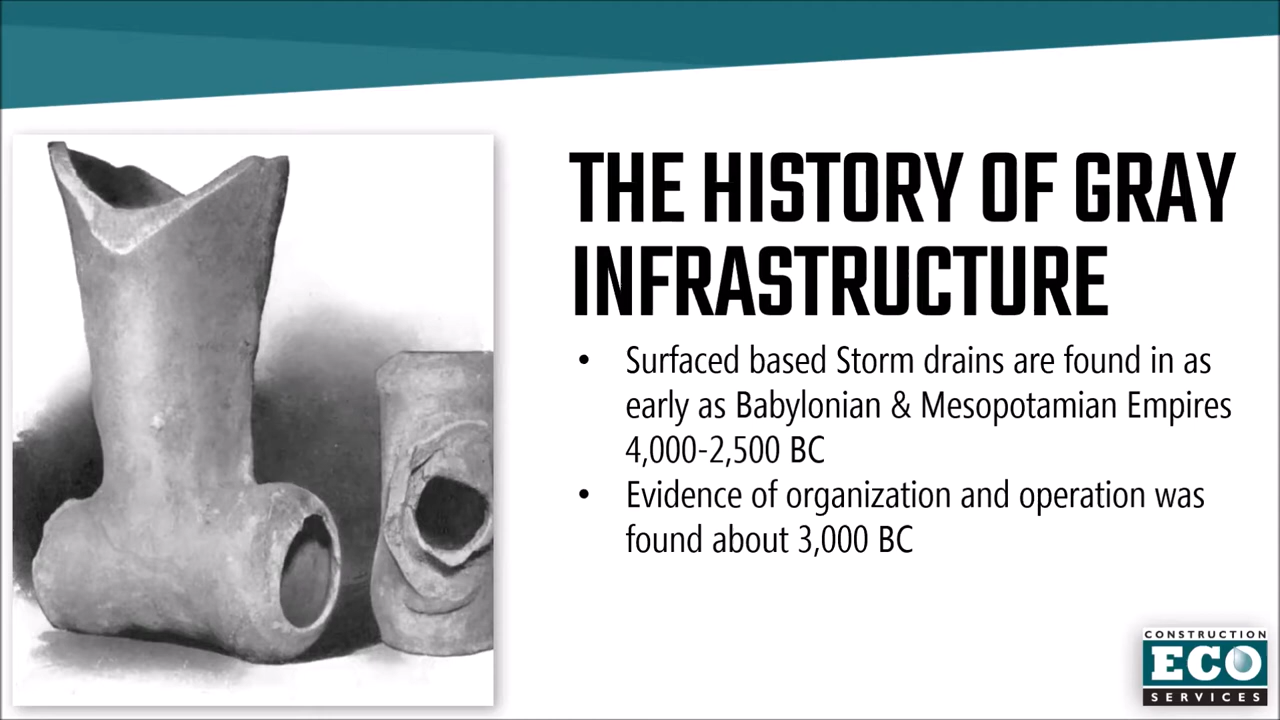 THE HISTORY OF GRAY
INFRASTRUCTURE
• Surfaced based Storm drains are found in as
early as Babylonian & Mesopotamian Empires
4,000-2,500 BC
• Evidence of organization and operation was
found about 3,000 BC
CONSTRUCTION
ECO
SERVICES